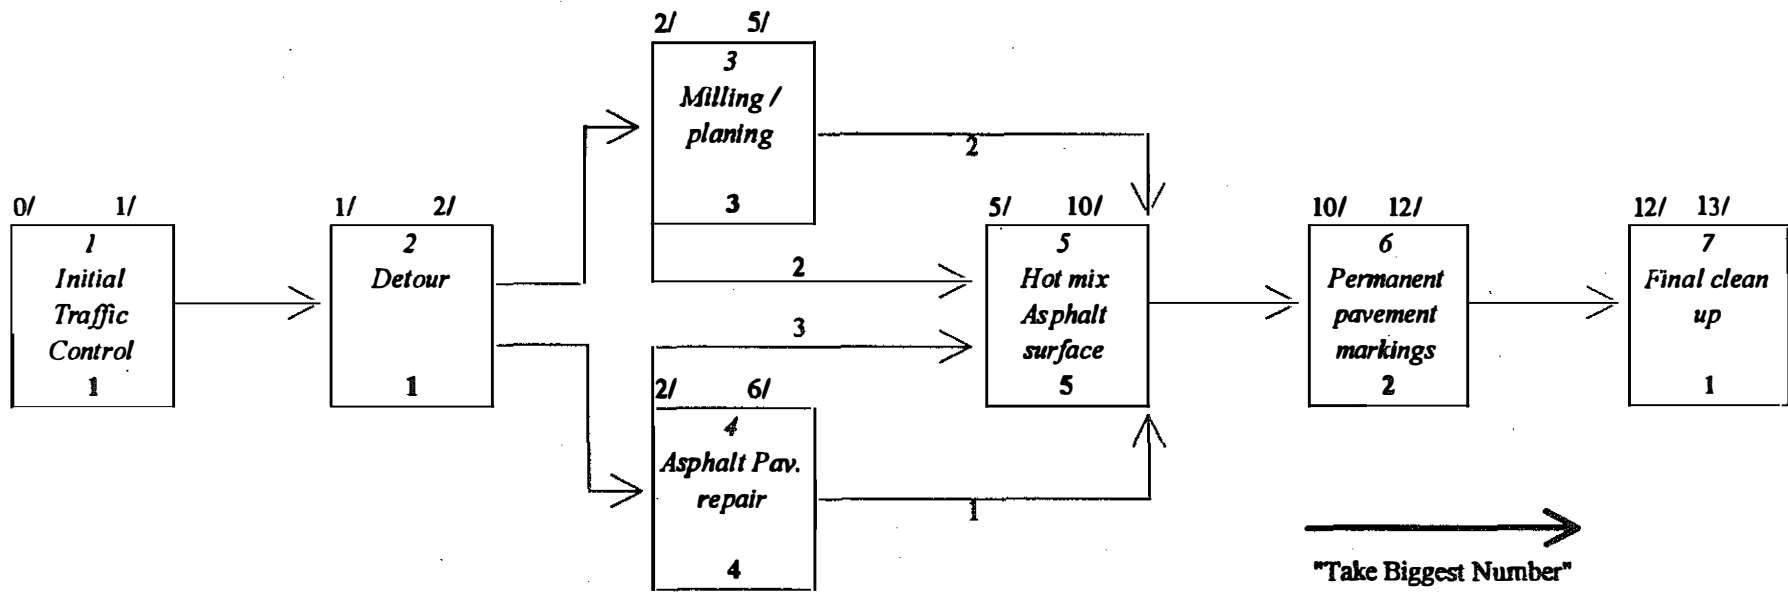 2/ 5/
3
Milling /
planing
3
2
0/ 1/
1
Initial
Traffic
Control
1
1/ 2/
2
Detour
1
2
3
2/ 6/
4
Asphalt Pav.
repair
4
1
5/ 10/
5
Hot mix
Asphalt
surface
5
10/ 12/
6
Permanent
pavement
markings
2
12/ 13/
7
Final clean
up
1
"Take Biggest Number"